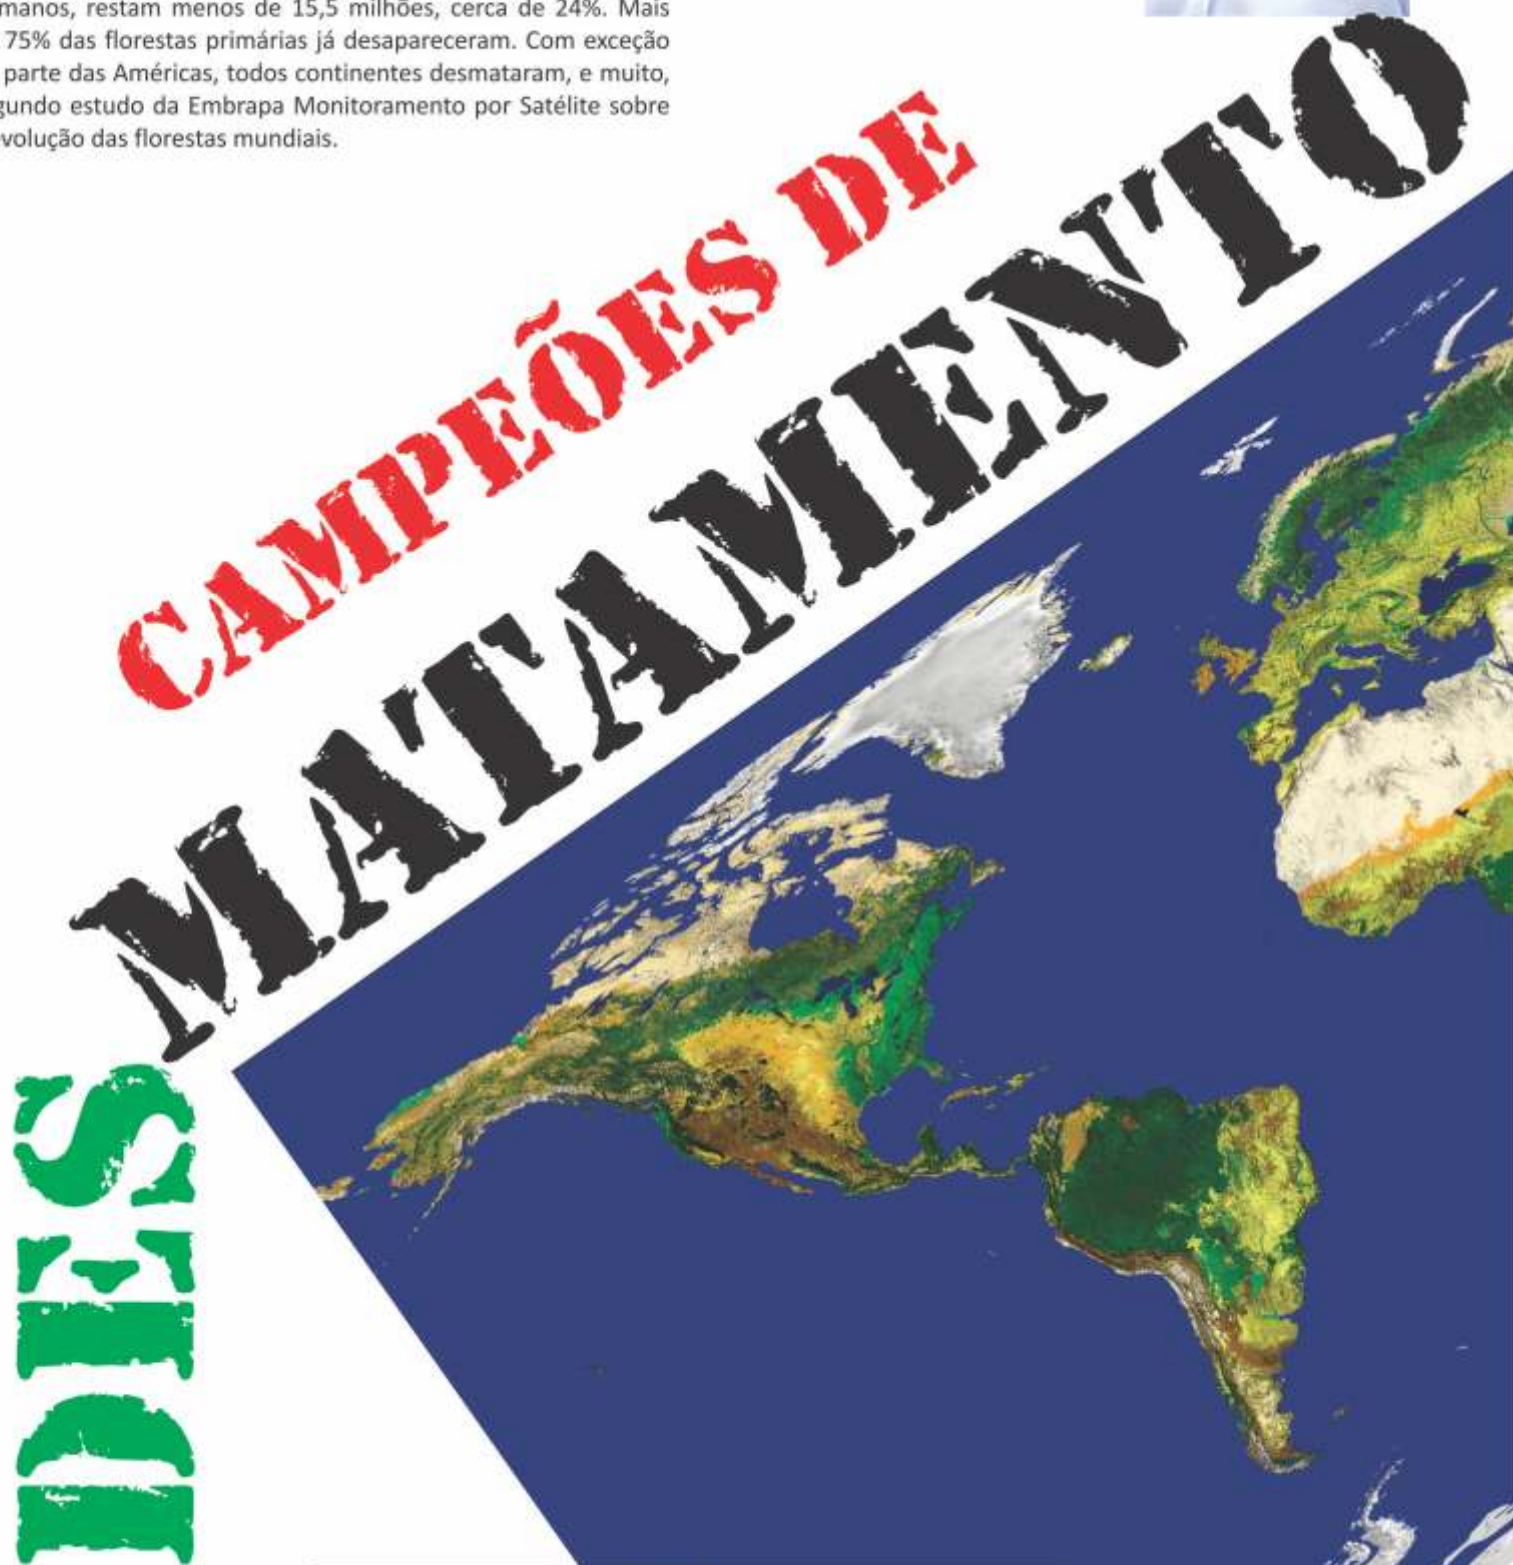 manos, restam menos de 15,5 milhões, cerca de 24%. Mais
75% das florestas primárias já desapareceram. Com exceção
parte das Américas, todos continentes desmataram, e muito,
gundo estudo da Embrapa Monitoramento por Satélite sobre
volução das florestas mundiais.
CAMPEÕES DE
MATAMENTO
DES